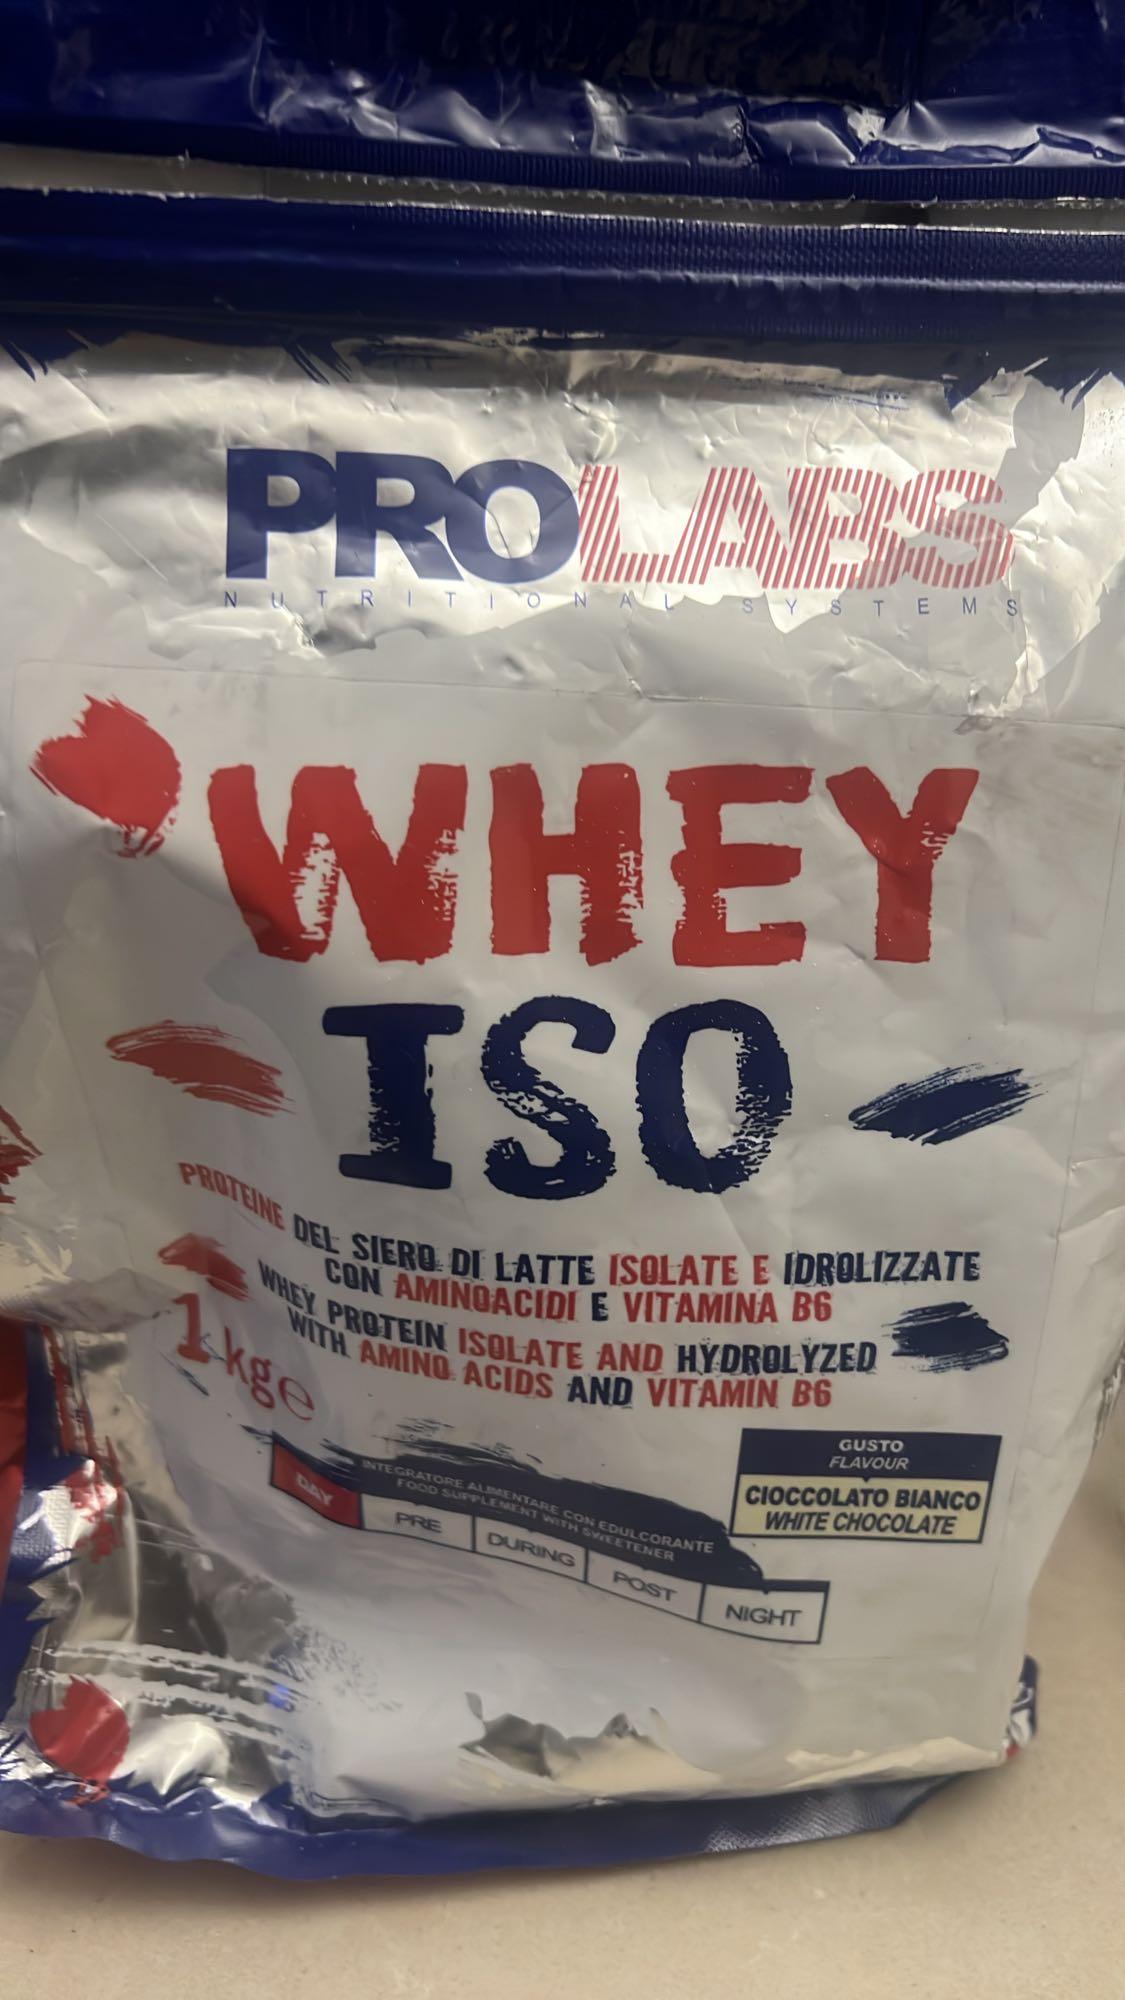 PROLABS
NUTRITIONAL SYSTEMS
WHEY
ISO
PROTEINE DEL SIERO DI LATTE ISOLATE E IDROLIZZATE
CON AMINOACIDI E VITAMINA B6
WHEY PROTEIN ISOLATE AND HYDROLYZED
WITH AMINO ACIDS AND VITAMIN B6
1 kg e
GUSTO
FLAVOUR
CIOCCOLATO BIANCO
WHITE CHOCOLATE
INTEGRATORE ALIMENTARE CON EDULCORANTE
FOOD SUPPLEMENT WITH SWEETENER
DAY PRE DURING POST NIGHT